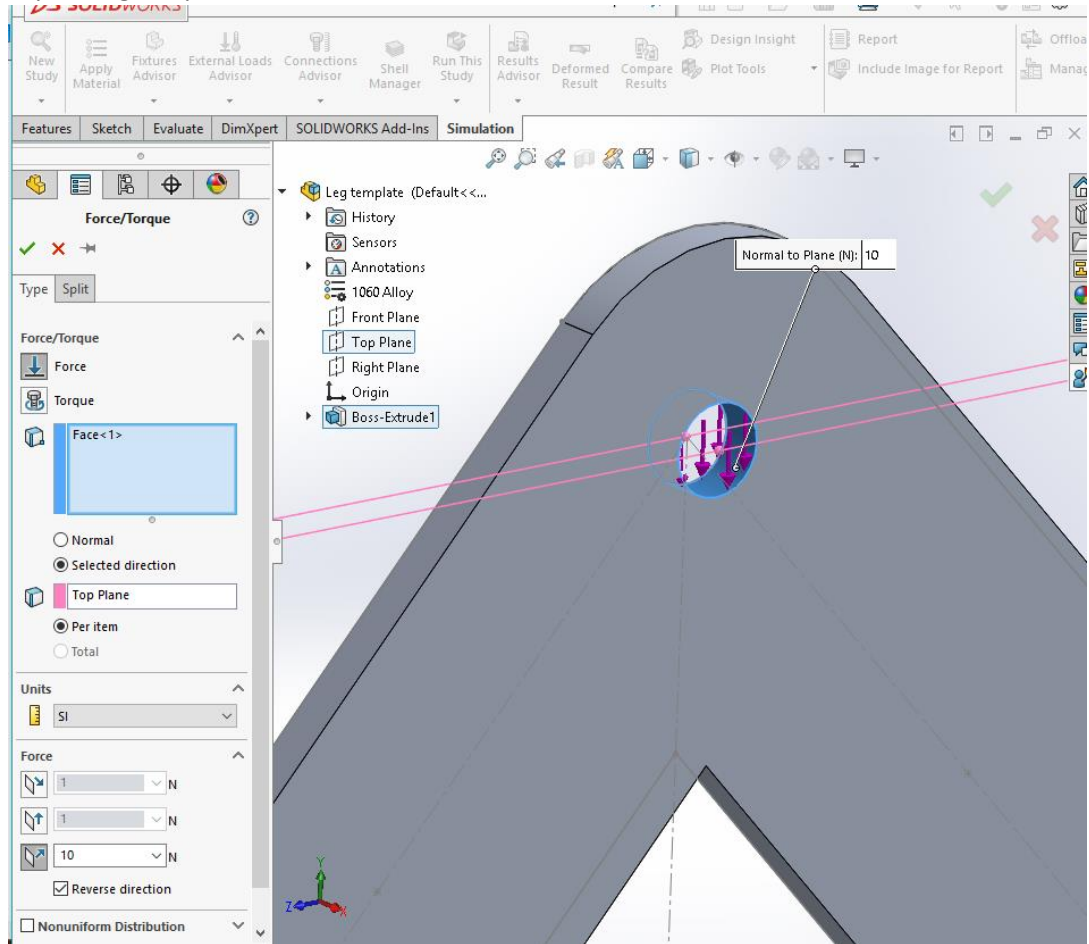 SOLIDWORKS
New Study
Apply Material
Fixtures Advisor
External Loads Advisor
Connections Advisor
Shell Manager
Run This Study
Results Advisor
Deformed Result
Compare Results
Design Insight
Plot Tools
Report
Include Image for Report
Features
Sketch
Evaluate
DimXpert
SOLIDWORKS Add-Ins
Simulation
Force/Torque
Type
Split
Force/Torque
Force
Torque
Face<1>
Normal
Selected direction
Top Plane
Per item
Total
Units
SI
Force
1 N
1 N
10 N
Reverse direction
Nonuniform Distribution
Leg template (Default<<...
History
Sensors
Annotations
1060 Alloy
Front Plane
Top Plane
Right Plane
Origin
Boss-Extrude1
Normal to Plane (N): 10
Y
Z
X